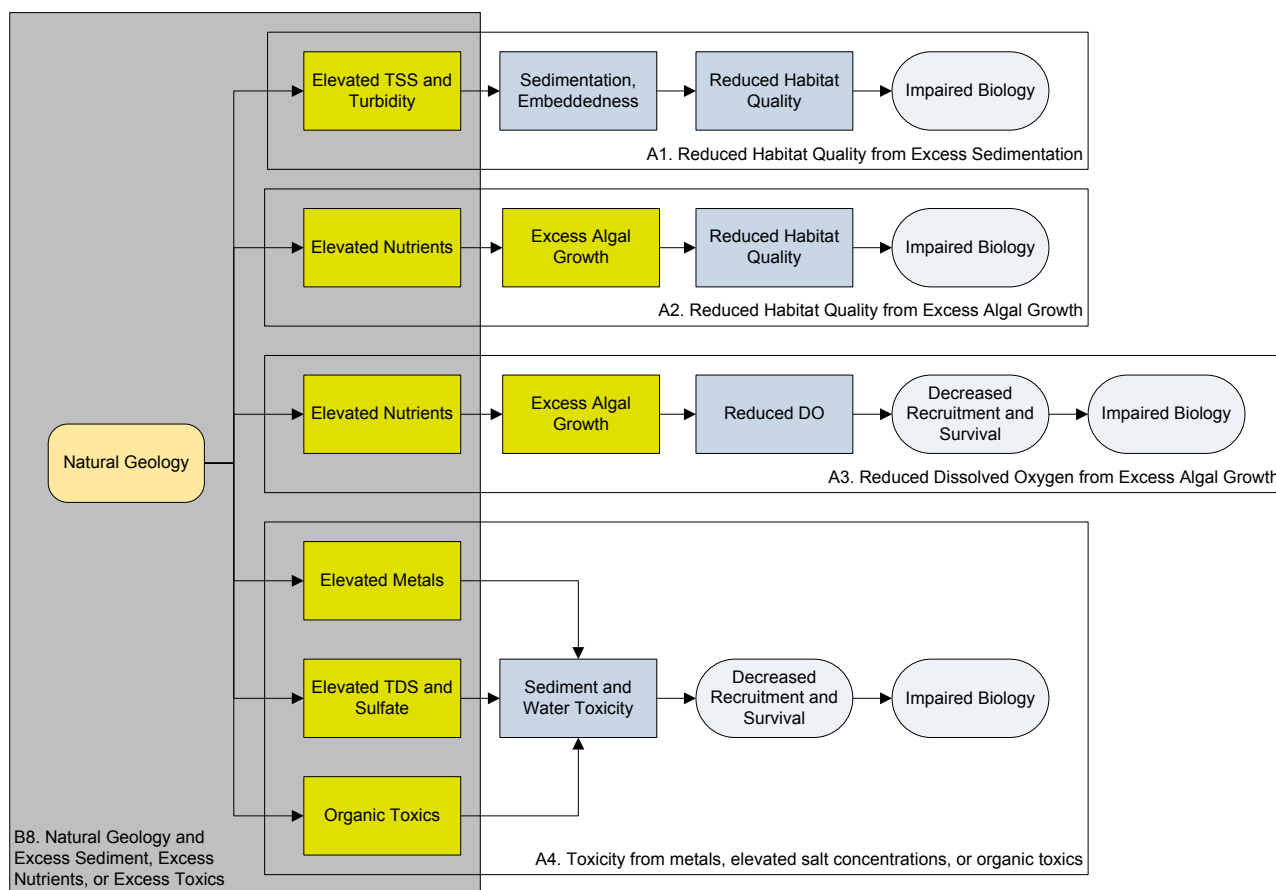 Elevated TSS and
Turbidity
Sedimentation,
Embeddedness
Reduced Habitat
Quality
Impaired Biology
A1. Reduced Habitat Quality from Excess Sedimentation
Elevated Nutrients
Excess Algal
Growth
Reduced Habitat
Quality
Impaired Biology
A2. Reduced Habitat Quality from Excess Algal Growth
Elevated Nutrients
Excess Algal
Growth
Reduced DO
Decreased
Recruitment and
Survival
Impaired Biology
A3. Reduced Dissolved Oxygen from Excess Algal Growth
Natural Geology
Elevated Metals
Elevated TDS and
Sulfate
Sediment and
Water Toxicity
Decreased
Recruitment and
Survival
Impaired Biology
Organic Toxics
A4. Toxicity from metals, elevated salt concentrations, or organic toxics
B8. Natural Geology and
Excess Sediment, Excess
Nutrients, or Excess Toxics